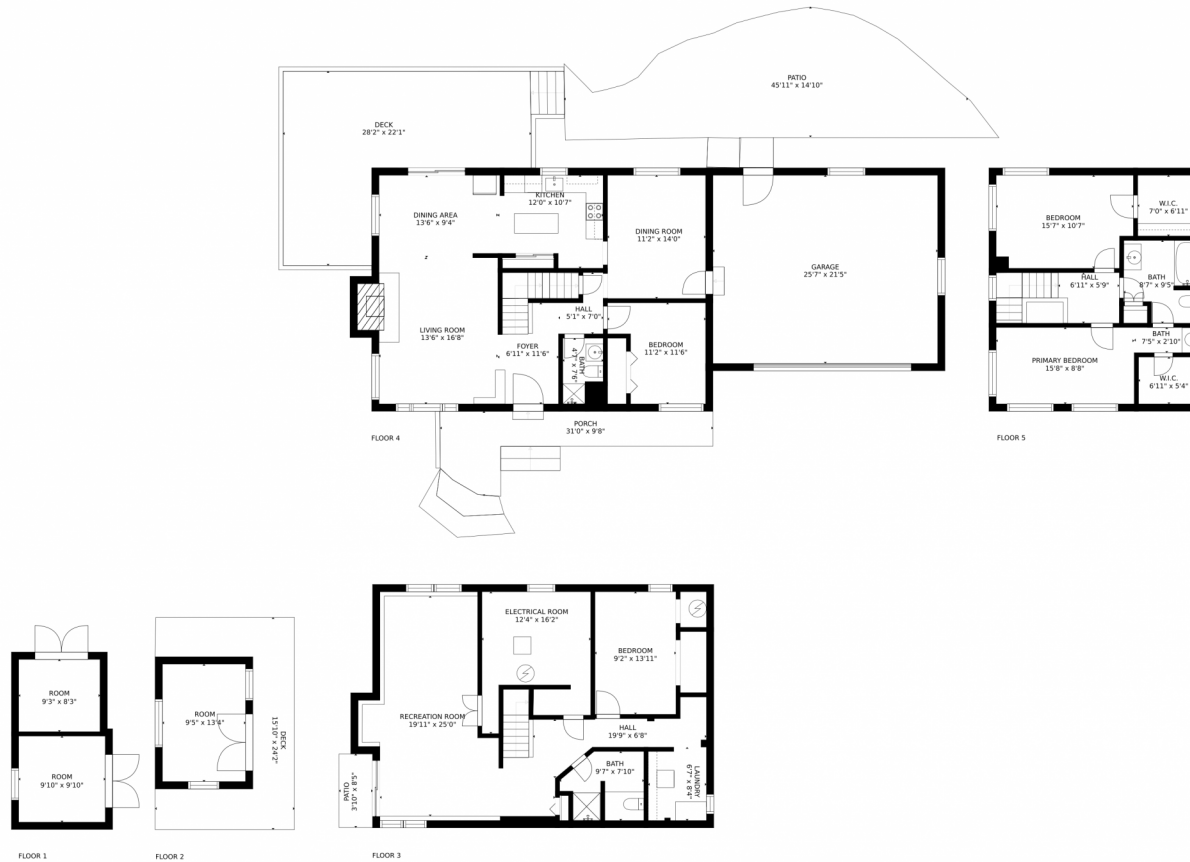 PATIO
45'11" x 14'10"
DECK
28'2" x 22'1"
KITCHEN
12'0" x 10'7"
DINING AREA
13'6" x 9'4"
DINING ROOM
11'2" x 14'0"
GARAGE
25'7" x 21'5"
HALL
5'1" x 7'0"
LIVING ROOM
13'6" x 16'8"
FOYER
6'11" x 11'6"
BATH
4'7" x 7'6"
BEDROOM
11'2" x 11'6"
PORCH
31'0" x 9'8"
FLOOR 4
BEDROOM
15'7" x 10'7"
W.I.C.
7'0" x 6'11"
HALL
6'11" x 5'9"
BATH
8'7" x 9'5"
BATH
7'5" x 2'10"
PRIMARY BEDROOM
15'8" x 8'8"
W.I.C.
6'11" x 5'4"
FLOOR 5
ROOM
9'3" x 8'3"
ROOM
9'10" x 9'10"
FLOOR 1
ROOM
9'5" x 13'4"
DECK
15'10" x 24'2"
FLOOR 2
ELECTRICAL ROOM
12'4" x 16'2"
BEDROOM
9'2" x 13'11"
RECREATION ROOM
19'11" x 25'0"
HALL
19'9" x 6'8"
BATH
9'7" x 7'10"
LAUNDRY
6'7" x 8'4"
PATIO
3'10" x 8'5"
FLOOR 3